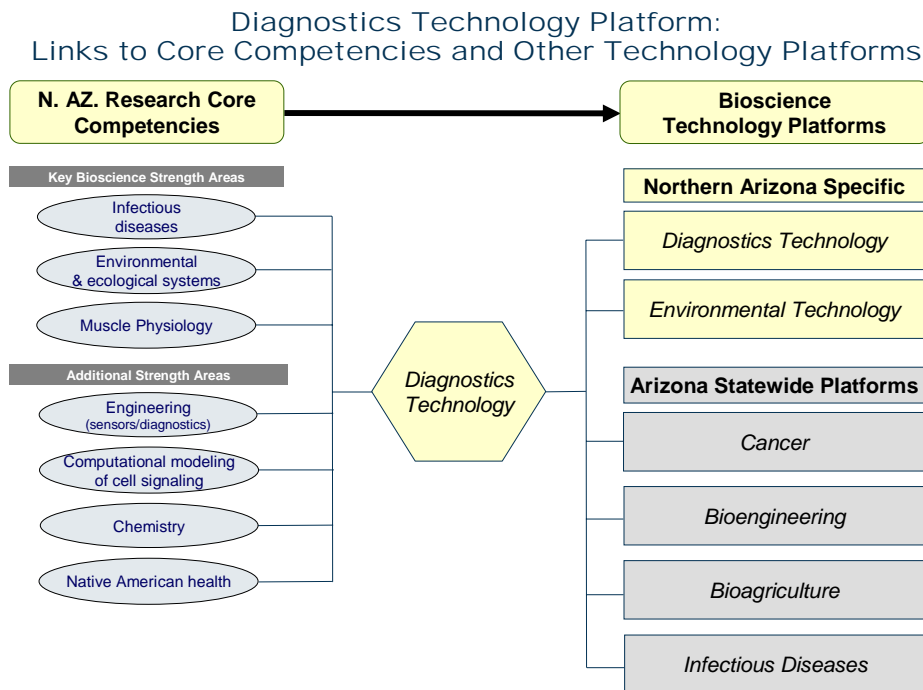 Diagnostics Technology Platform:
Links to Core Competencies and Other Technology Platforms
N. AZ. Research Core
Competencies
Bioscience
Technology Platforms
Key Bioscience Strength Areas
Infectious
diseases
Environmental
& ecological systems
Muscle Physiology
Additional Strength Areas
Engineering
(sensors/diagnostics)
Computational modeling
of cell signaling
Chemistry
Native American health
Diagnostics
Technology
Northern Arizona Specific
Diagnostics Technology
Environmental Technology
Arizona Statewide Platforms
Cancer
Bioengineering
Bioagriculture
Infectious Diseases